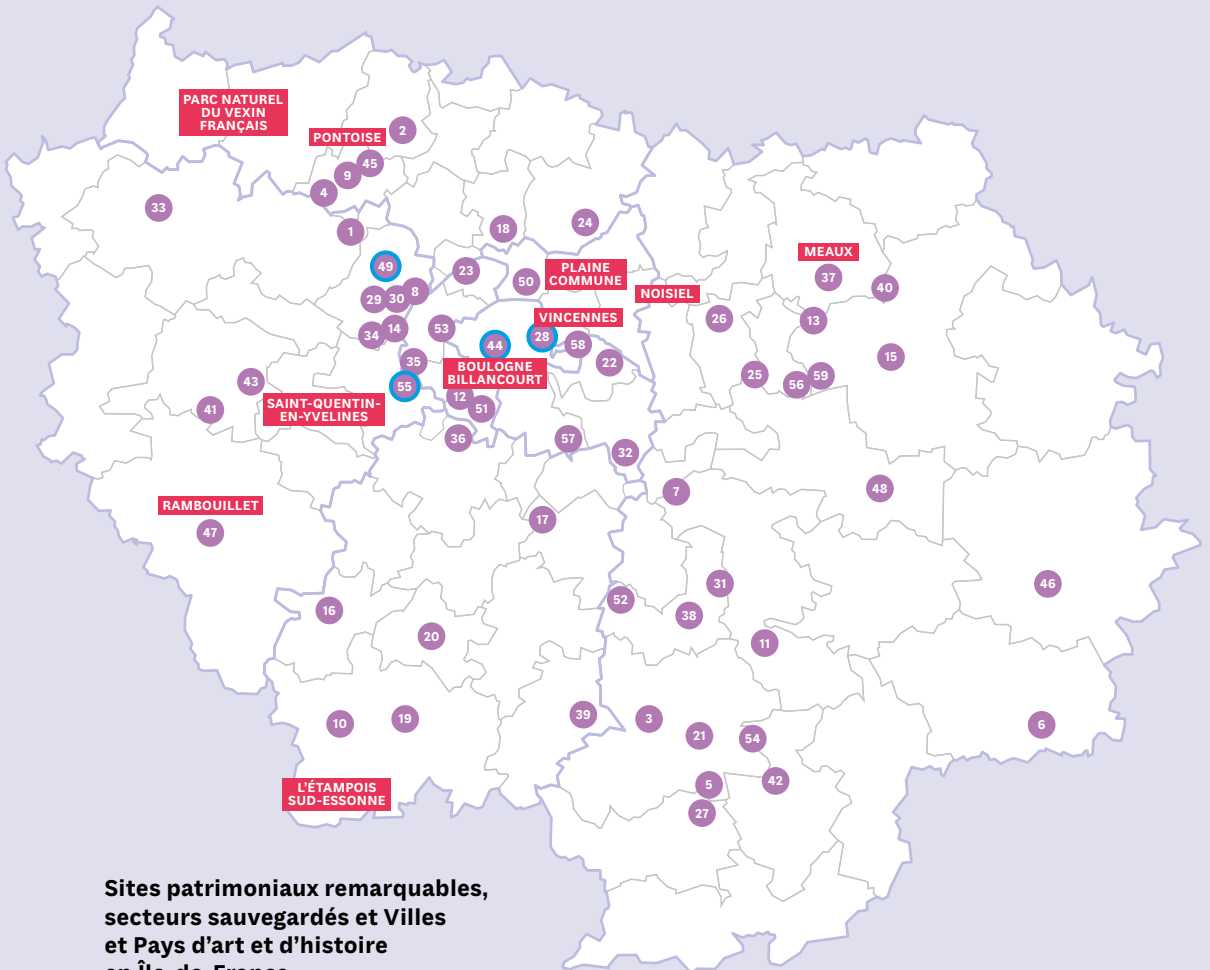 PARC NATUREL
DU VEXIN
FRANÇAIS
PONTOISE
2
45
9
4
33
1
18
24
49
23
50
PLAINE
COMMUNE
MEAUX
37
40
29
30
8
NOISIEL
26
13
VINCENNES
34
14
53
44
28
58
22
15
35
BOULOGNE
BILLANCOURT
25
56
59
43
55
41
SAINT-QUENTIN-
EN-YVELINES
12
51
36
57
32
7
48
RAMBOUILLET
47
17
16
52
31
38
46
20
11
10
19
39
3
21
54
6
5
42
27
L'ÉTAMPOIS
SUD-ESSONNE
Sites patrimoniaux remarquables,
secteurs sauvegardés et Villes
et Pays d'art et d'histoire
en Île-de-France